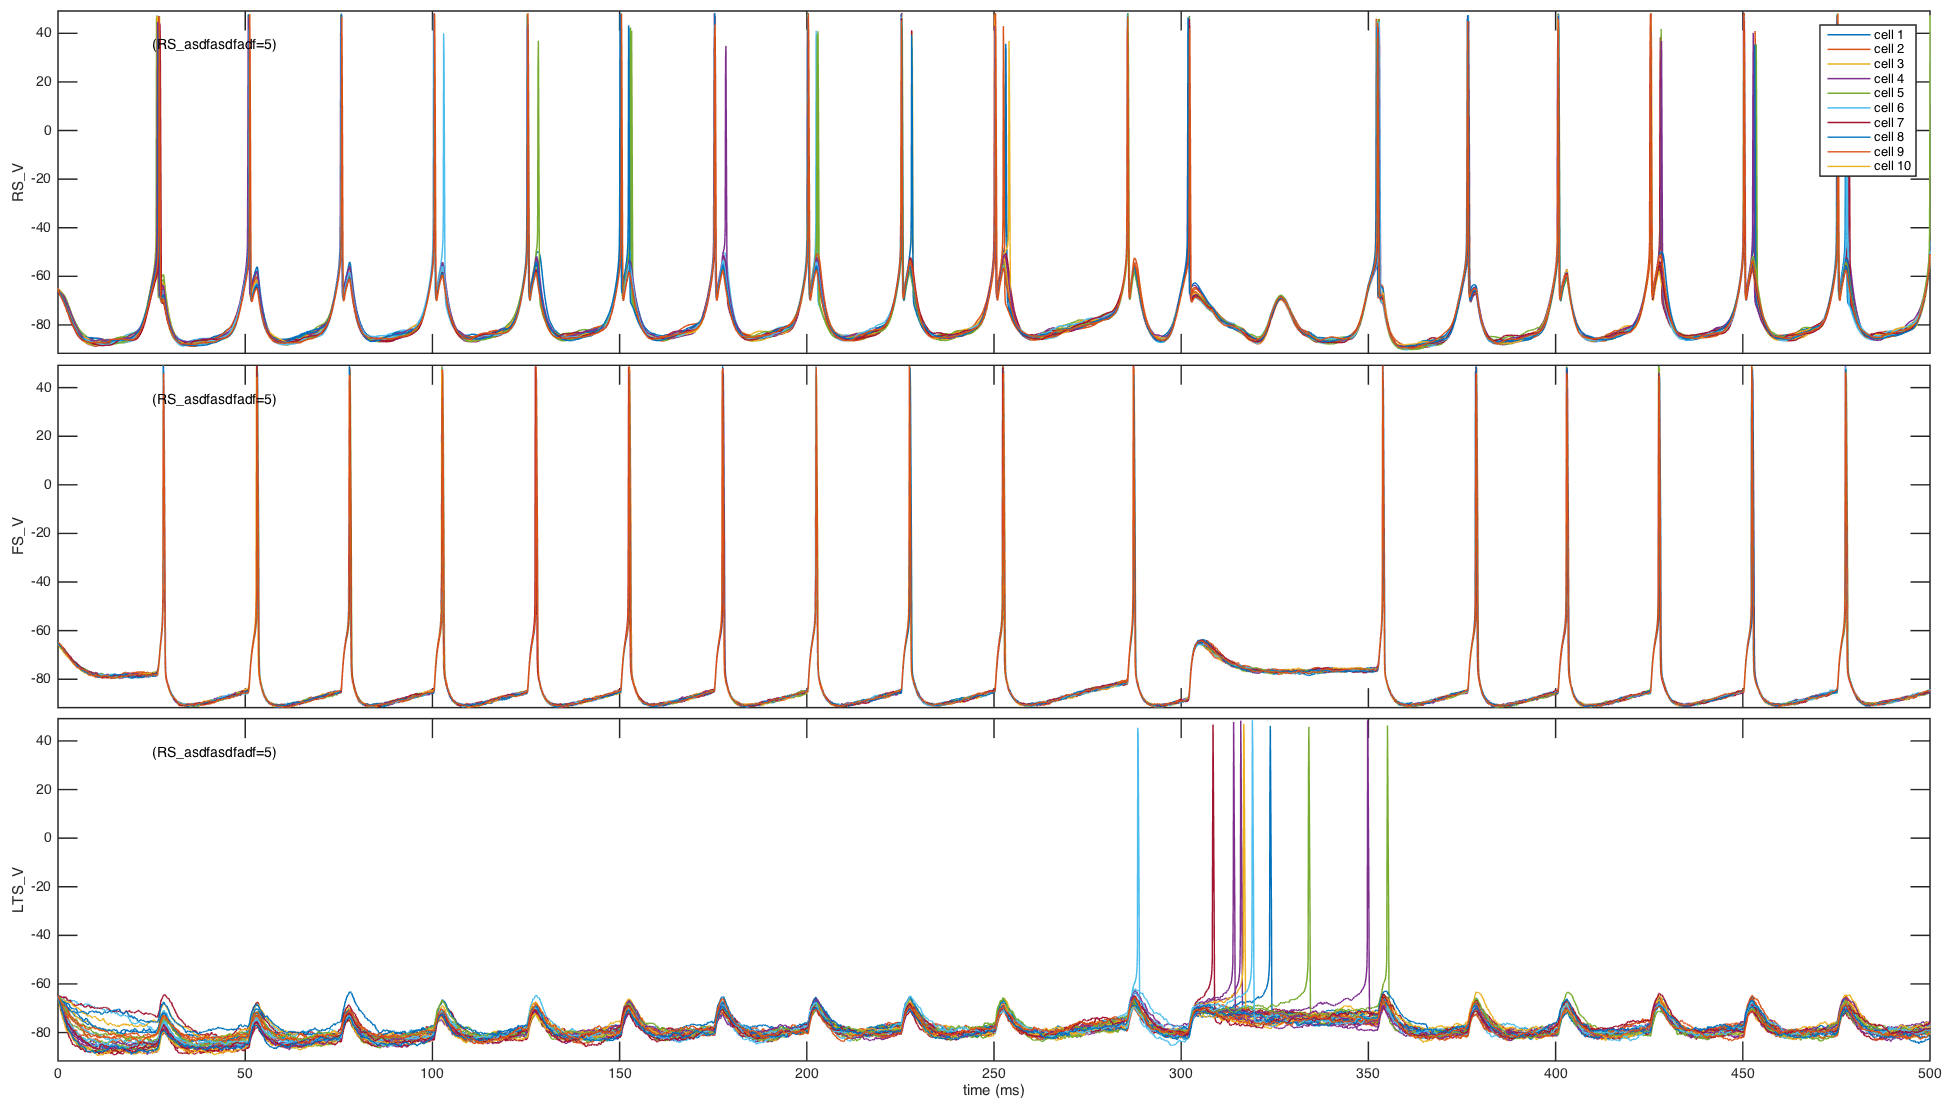 RS_V
40
20
0
-20
-40
-60
-80
(RS_asdfasdfadf=5)
cell 1
cell 2
cell 3
cell 4
cell 5
cell 6
cell 7
cell 8
cell 9
cell 10
FS_V
40
20
0
-20
-40
-60
-80
(RS_asdfasdfadf=5)
LTS_V
40
20
0
-20
-40
-60
-80
(RS_asdfasdfadf=5)
0 50 100 150 200 250 300 350 400 450 500
time (ms)